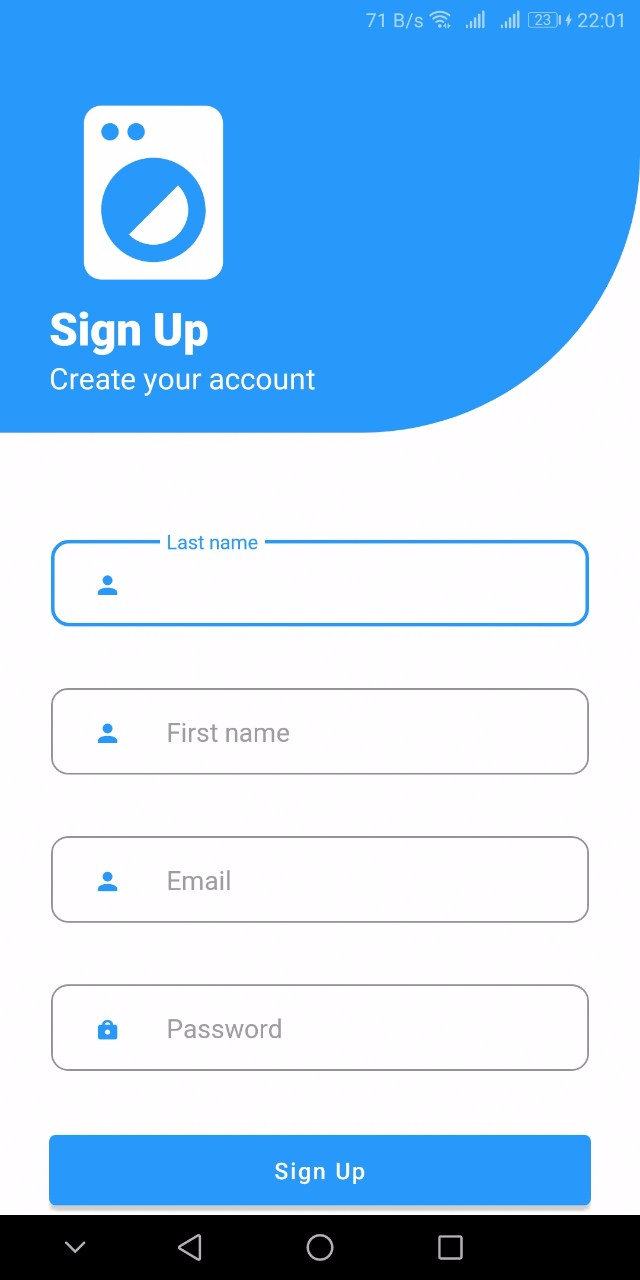 71 B/s 23 22:01
Sign Up
Create your account
Last name
First name
Email
Password
Sign Up